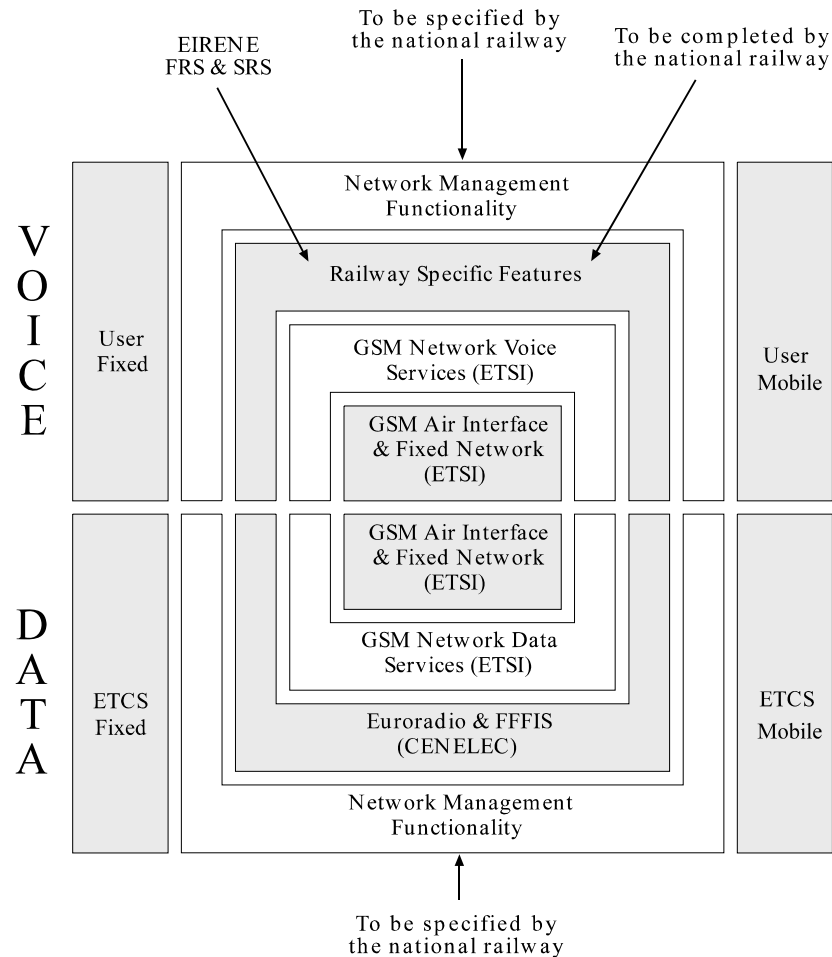 To be specified by
the national railway
EIRENE
FRS & SRS
To be completed by
the national railway
VOICE
Network Management
Functionality
Railway Specific Features
User
Fixed
GSM Network Voice
Services (ETSI)
User
Mobile
GSM Air Interface
& Fixed Network
(ETSI)
DATA
GSM Air Interface
& Fixed Network
(ETSI)
GSM Network Data
Services (ETSI)
ETCS
Fixed
ETCS
Mobile
Euroradio & FFFIS
(CENELEC)
Network Management
Functionality
To be specified by
the national railway